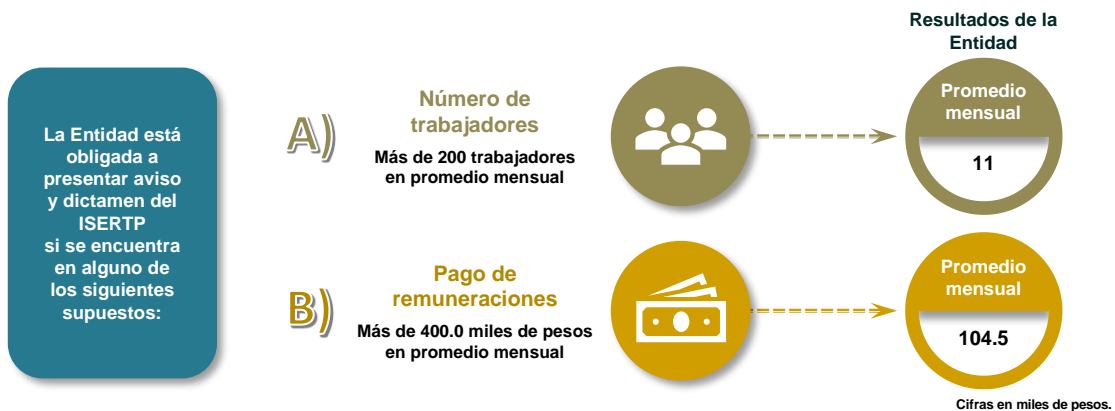 La Entidad está
obligada a
presentar aviso
y dictamen del
ISERTP
si se encuentra
en alguno de
los siguientes
supuestos:
A)
Número de
trabajadores
Más de 200 trabajadores
en promedio mensual
Resultados de la
Entidad
Promedio
mensual
11
B)
Pago de
remuneraciones
Más de 400.0 miles de pesos
en promedio mensual
Promedio
mensual
104.5
Cifras en miles de pesos.